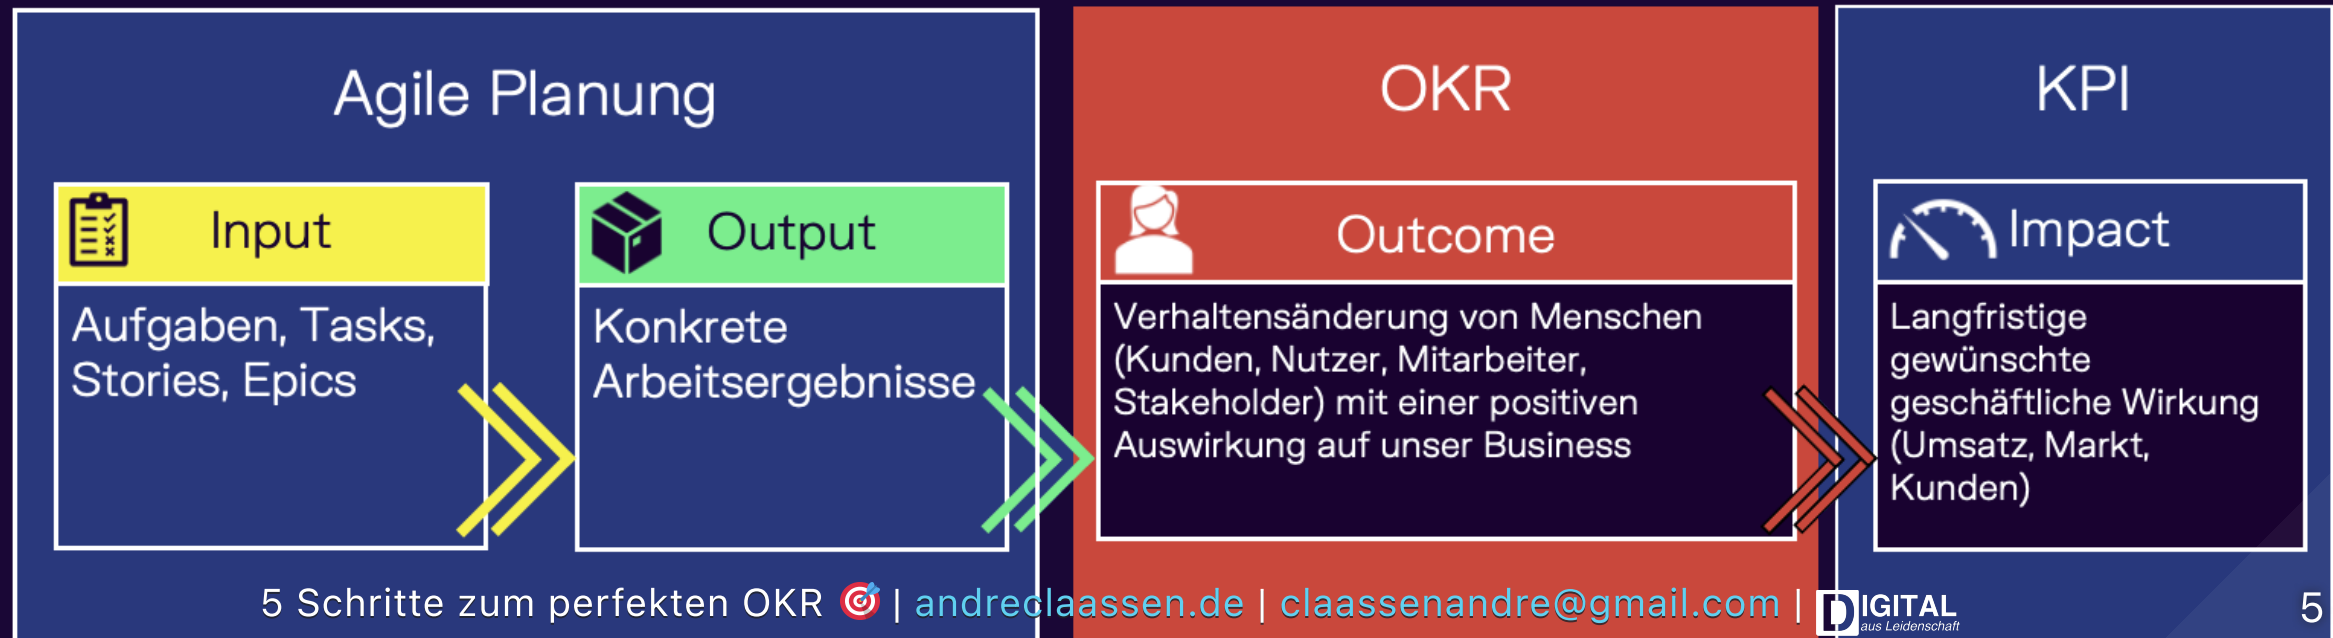 Agile Planung
Input
Aufgaben, Tasks,
Stories, Epics
Output
Konkrete
Arbeitsergebnisse
OKR
Outcome
Verhaltensänderung von Menschen
(Kunden, Nutzer, Mitarbeiter,
Stakeholder) mit einer positiven
Auswirkung auf unser Business
KPI
Impact
Langfristige
gewünschte
geschäftliche Wirkung
(Umsatz, Markt,
Kunden)
5 Schritte zum perfekten OKR 🎯 | andreclaassen.de | claassenandre@gmail.com |
DIGITAL
aus Leidenschaft
5